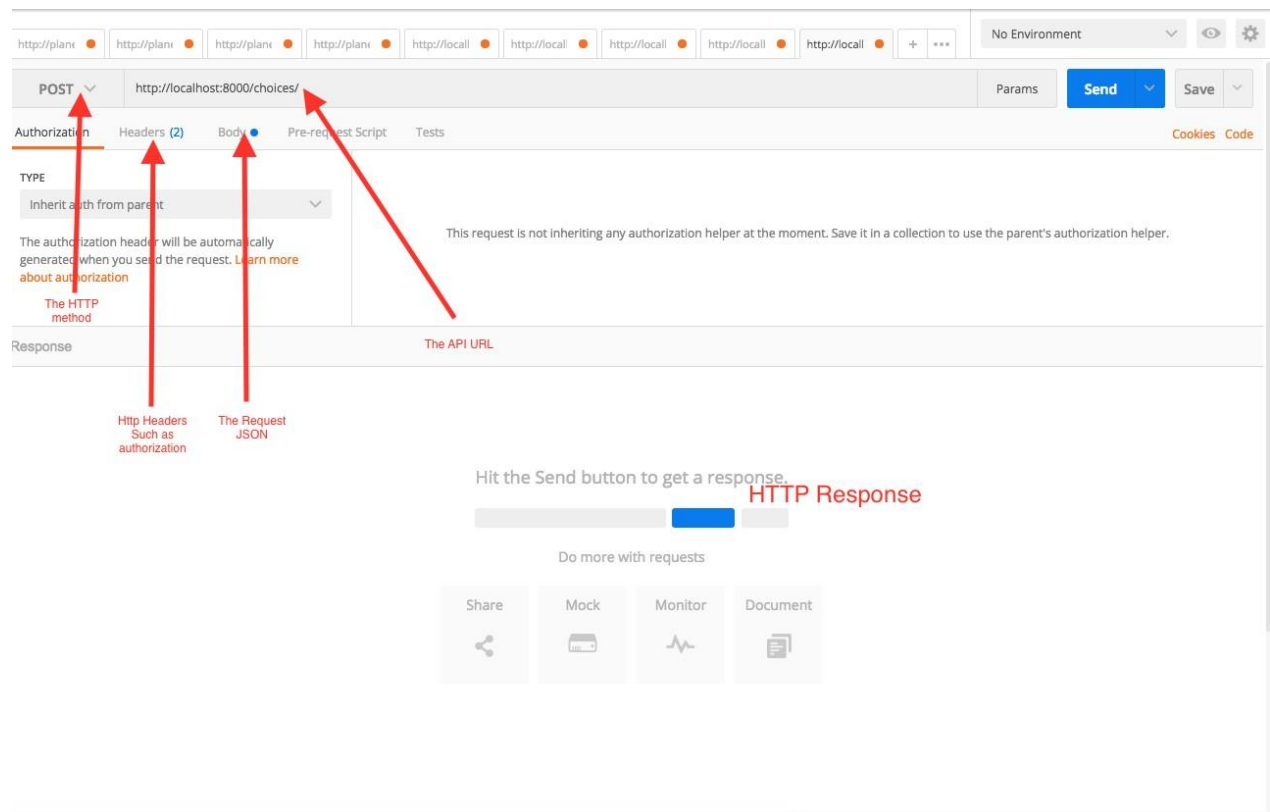 http://plane http://plane http://plane http://plane http://locall http://locall http://locall http://locall http://locall + ••• No Environment
POST http://localhost:8000/choices/ Params Send Save
Authorization Headers (2) Body Pre-request Script Tests Cookies Code
TYPE
Inherit auth from parent
The authorization header will be automatically
generated when you send the request. Learn more
about authorization
This request is not inheriting any authorization helper at the moment. Save it in a collection to use the parent's authorization helper.
The HTTP
method
Response
The API URL
Http Headers
Such as
authorization
The Request
JSON
Hit the Send button to get a response.
HTTP Response
Do more with requests
Share Mock Monitor Document